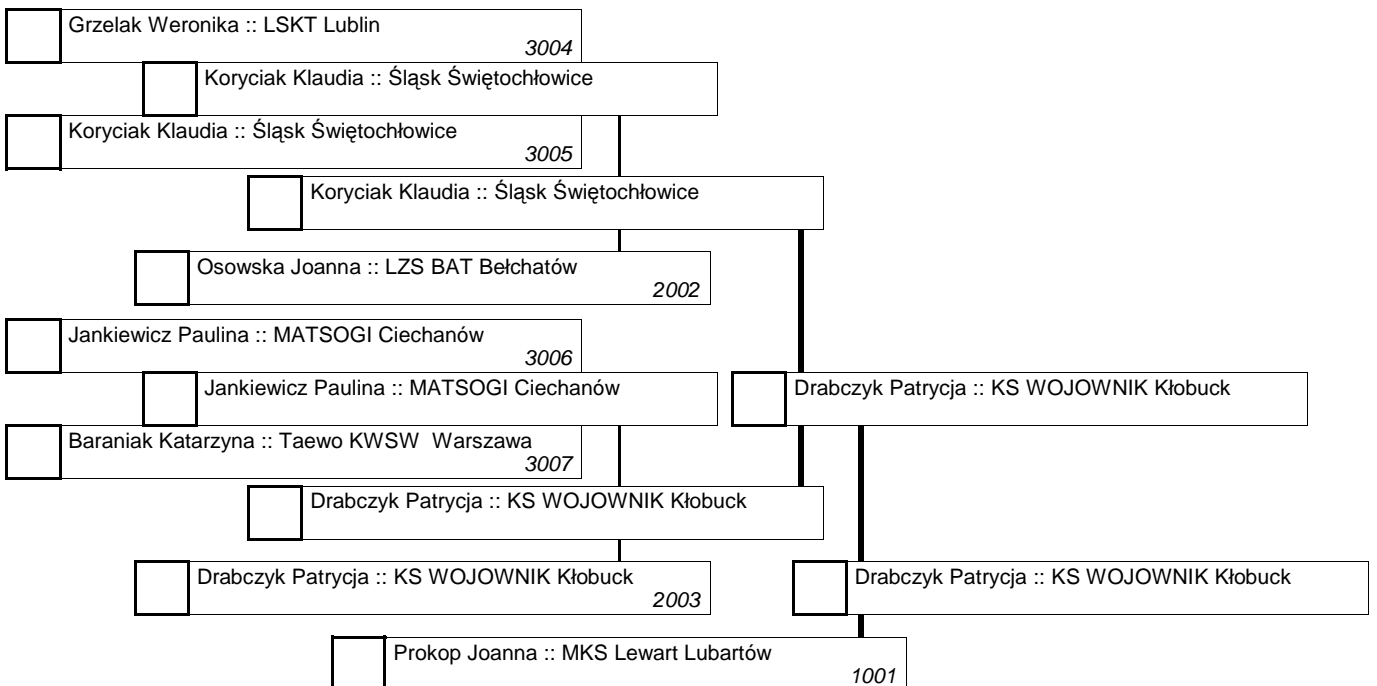 Grzelak Weronika :: LSKT Lublin
3004
Koryciak Klaudia :: Śląsk Świętochłowice
Koryciak Klaudia :: Śląsk Świętochłowice
3005
Koryciak Klaudia :: Śląsk Świętochłowice
Osowska Joanna :: LZS BAT Bełchatów
2002
Jankiewicz Paulina :: MATSOGI Ciechanów
3006
Jankiewicz Paulina :: MATSOGI Ciechanów
Drabczyk Patrycja :: KS WOJOWNIK Kłobuck
Baraniak Katarzyna :: Taewo KWSW  Warszawa
3007
Drabczyk Patrycja :: KS WOJOWNIK Kłobuck
Drabczyk Patrycja :: KS WOJOWNIK Kłobuck
2003
Drabczyk Patrycja :: KS WOJOWNIK Kłobuck
Prokop Joanna :: MKS Lewart Lubartów
1001